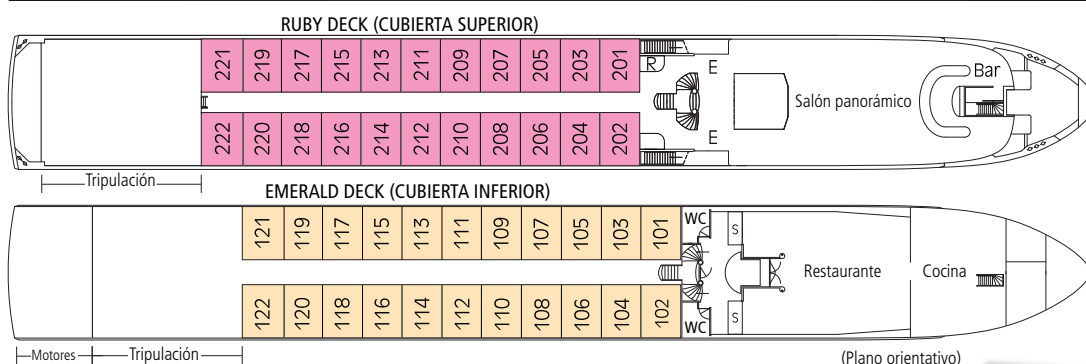 RUBY DECK (CUBIERTA SUPERIOR)
221 219 217 215 213 211 209 207 205 203 201
R E
Bar
Salón panorámico
E
222 220 218 216 214 212 210 208 206 204 202
Tripulación
EMERALD DECK (CUBIERTA INFERIOR)
121 119 117 115 113 111 109 107 105 103 101
WC
S
Restaurante Cocina
122 120 118 116 114 112 110 108 106 104 102
WC
S
Motores Tripulación
(Plano orientativo)